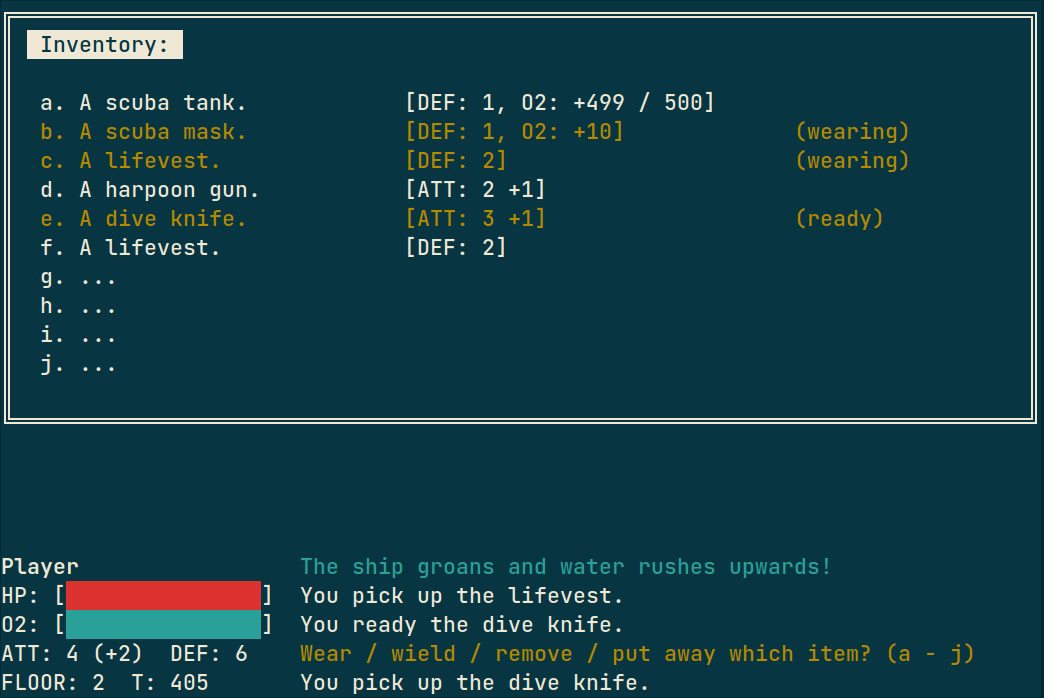 Inventory:
a. A scuba tank. [DEF: 1, O2: +499 / 500]
b. A scuba mask. [DEF: 1, O2: +10] (wearing)
c. A lifevest. [DEF: 2] (wearing)
d. A harpoon gun. [ATT: 2 +1]
e. A dive knife. [ATT: 3 +1] (ready)
f. A lifevest. [DEF: 2]
g. ...
h. ...
i. ...
j. ...
Player The ship groans and water rushes upwards!
HP: [ ] You pick up the lifevest.
O2: [ ] You ready the dive knife.
ATT: 4 (+2) DEF: 6 Wear / wield / remove / put away which item? (a - j)
FLOOR: 2 T: 405 You pick up the dive knife.